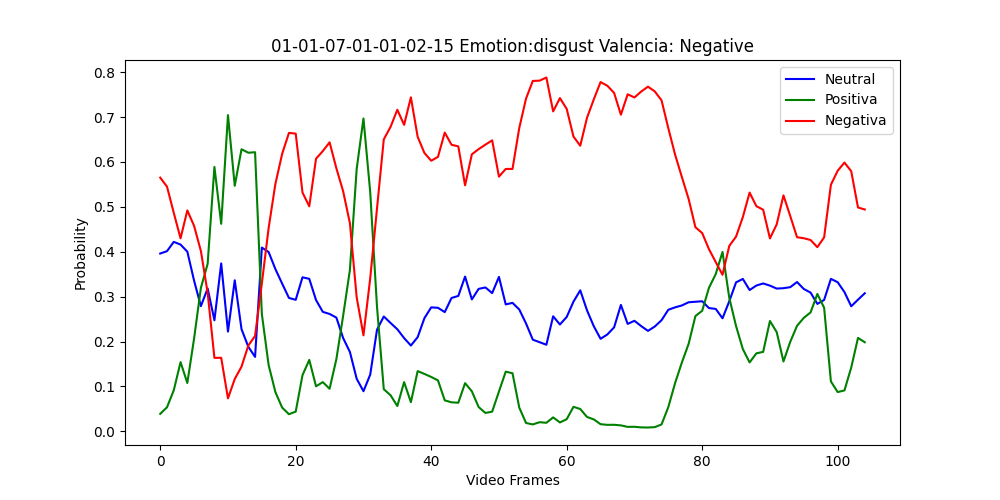 01-01-07-01-01-02-15 Emotion:disgust Valencia: Negative
Neutral
Positiva
Negativa
0.8
0.7
0.6
0.5
0.4
0.3
0.2
0.1
0.0
Probability
0 20 40 60 80 100
Video Frames